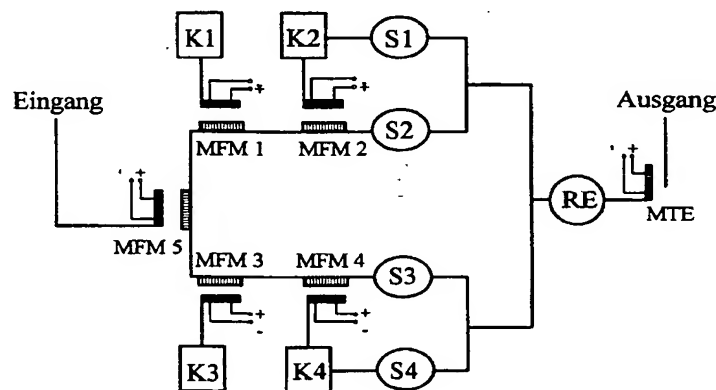 K1
K2
S1
+
+
Eingang
Ausgang
S2
MFM 1
MFM 2
+
+
RE
MTE
MFM 5
MFM 3
MFM 4
S3
+
-
+
-
K3
K4
S4